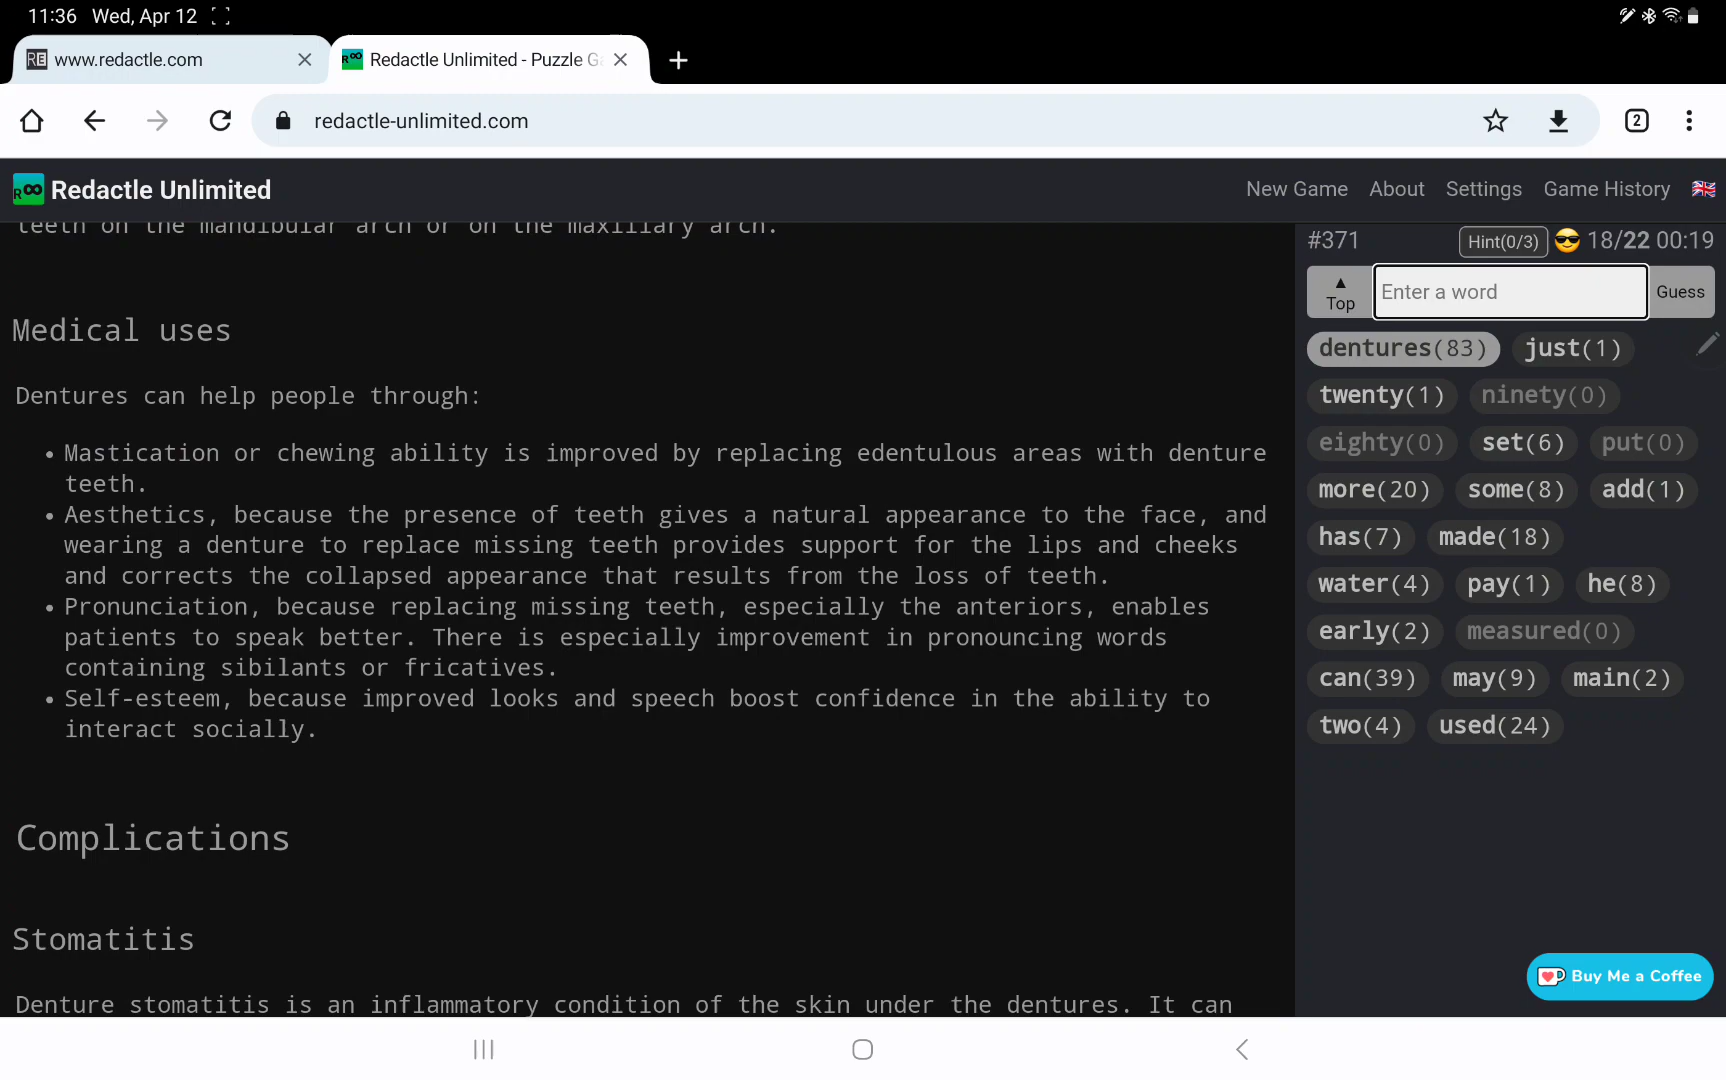 11:36 Wed, Apr 12
www.redactle.com
Redactle Unlimited - Puzzle Ga
redactle-unlimited.com
2
R∞ Redactle Unlimited
New Game About Settings Game History
teeth on the mandibular arch or on the maxillary arch.
Medical uses
Dentures can help people through:
• Mastication or chewing ability is improved by replacing edentulous areas with denture
teeth.
• Aesthetics, because the presence of teeth gives a natural appearance to the face, and
wearing a denture to replace missing teeth provides support for the lips and cheeks
and corrects the collapsed appearance that results from the loss of teeth.
• Pronunciation, because replacing missing teeth, especially the anteriors, enables
patients to speak better. There is especially improvement in pronouncing words
containing sibilants or fricatives.
• Self-esteem, because improved looks and speech boost confidence in the ability to
interact socially.
Complications
Stomatitis
Denture stomatitis is an inflammatory condition of the skin under the dentures. It can
#371 Hint(0/3) 😎 18/22 00:19
▲ Top Enter a word Guess
dentures(83) just(1)
twenty(1) ninety(0)
eighty(0) set(6) put(0)
more(20) some(8) add(1)
has(7) made(18)
water(4) pay(1) he(8)
early(2) measured(0)
can(39) may(9) main(2)
two(4) used(24)
Buy Me a Coffee